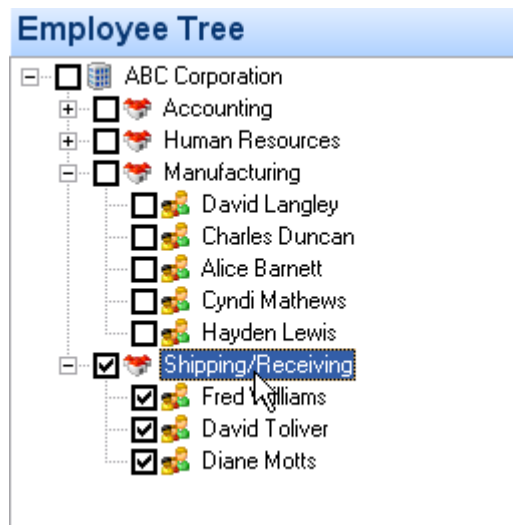 Employee Tree
ABC Corporation
Accounting
Human Resources
Manufacturing
David Langley
Charles Duncan
Alice Barnett
Cyndi Mathews
Hayden Lewis
Shipping/Receiving
Fred Williams
David Toliver
Diane Motts